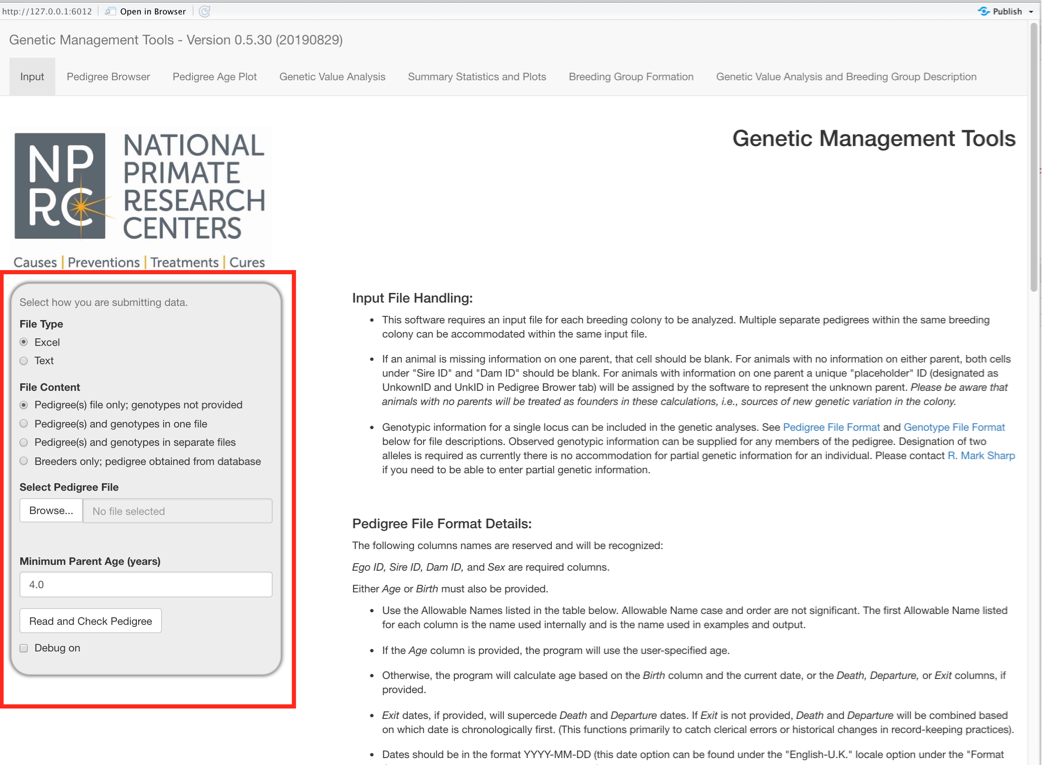 http://127.0.0.1:6012 Open in Browser Publish
Genetic Management Tools - Version 0.5.30 (20190829)
Input Pedigree Browser Pedigree Age Plot Genetic Value Analysis Summary Statistics and Plots Breeding Group Formation Genetic Value Analysis and Breeding Group Description
Genetic Management Tools
NP
RC
NATIONAL
PRIMATE
RESEARCH
CENTERS
Causes | Preventions | Treatments | Cures
Select how you are submitting data.
File Type
Excel
Text
File Content
Pedigree(s) file only; genotypes not provided
Pedigree(s) and genotypes in one file
Pedigree(s) and genotypes in separate files
Breeders only; pedigree obtained from database
Select Pedigree File
Browse... No file selected
Minimum Parent Age (years)
4.0
Read and Check Pedigree
Debug on
Input File Handling:
• This software requires an input file for each breeding colony to be analyzed. Multiple separate pedigrees within the same breeding
colony can be accommodated within the same input file.
• If an animal is missing information on one parent, that cell should be blank. For animals with no information on either parent, both cells
under "Sire ID" and "Dam ID" should be blank. For animals with information on one parent a unique "placeholder" ID (designated as
UnkownID and UnkID in Pedigree Brower tab) will be assigned by the software to represent the unknown parent. Please be aware that
animals with no parents will be treated as founders in these calculations, i.e., sources of new genetic variation in the colony.
• Genotypic information for a single locus can be included in the genetic analyses. See Pedigree File Format and Genotype File Format
below for file descriptions. Observed genotypic information can be supplied for any members of the pedigree. Designation of two
alleles is required as currently there is no accommodation for partial genetic information for an individual. Please contact R. Mark Sharp
if you need to be able to enter partial genetic information.
Pedigree File Format Details:
The following columns names are reserved and will be recognized:
Ego ID, Sire ID, Dam ID, and Sex are required columns.
Either Age or Birth must also be provided.
• Use the Allowable Names listed in the table below. Allowable Name case and order are not significant. The first Allowable Name listed
for each column is the name used internally and is the name used in examples and output.
• If the Age column is provided, the program will use the user-specified age.
• Otherwise, the program will calculate age based on the Birth column and the current date, or the Death, Departure, or Exit columns, if
provided.
• Exit dates, if provided, will supercede Death and Departure dates. If Exit is not provided, Death and Departure will be combined based
on which date is chronologically first. (This functions primarily to catch clerical errors or historical changes in record-keeping practices).
• Dates should be in the format YYYY-MM-DD (this date option can be found under the "English-U.K." locale option under the "Format